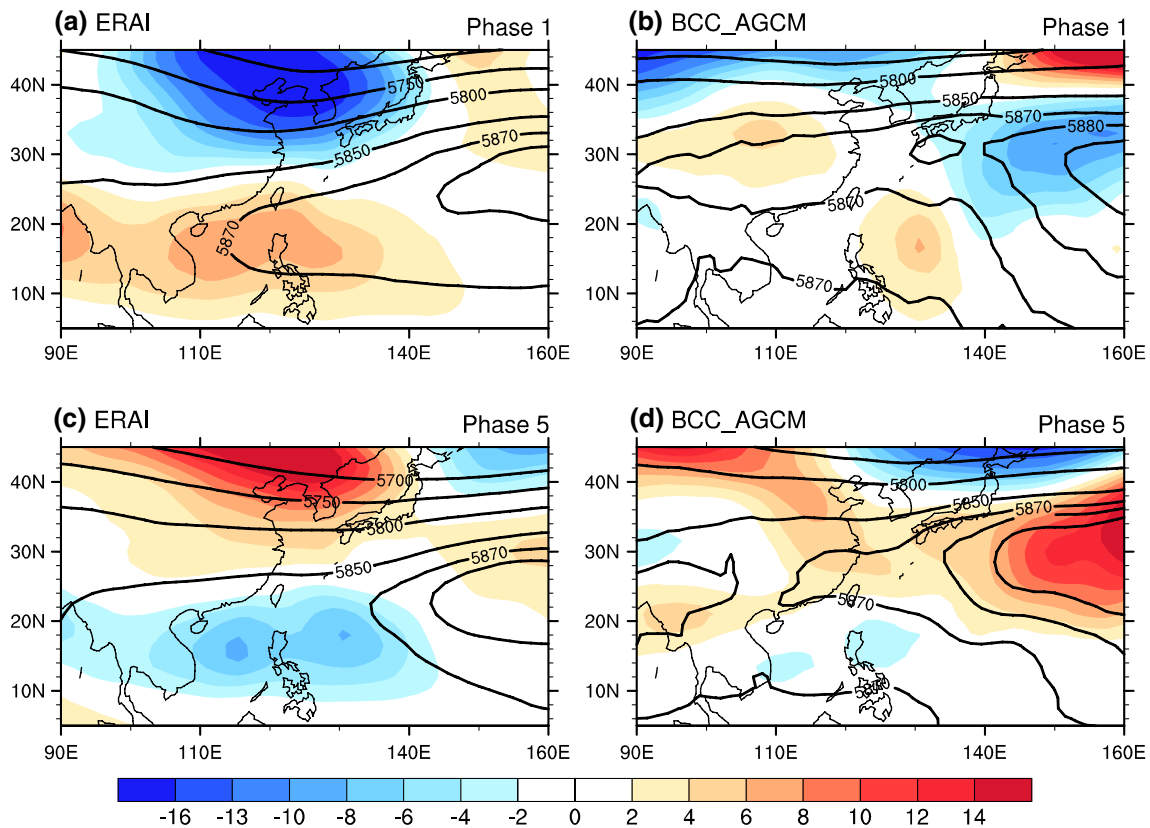 (a) ERAI Phase 1
(b) BCC_AGCM Phase 1
40N 30N 20N 10N
5750 5800 5850 5870 5870
90E 110E 140E 160E
40N 30N 20N 10N
5800 5850 5870 5880 5870 5870
90E 110E 140E 160E
(c) ERAI Phase 5
(d) BCC_AGCM Phase 5
40N 30N 20N 10N
5700 5750 5800 5850 5870
90E 110E 140E 160E
40N 30N 20N 10N
5800 5850 5870 5870
90E 110E 140E 160E
-16 -13 -10 -8 -6 -4 -2 0 2 4 6 8 10 12 14